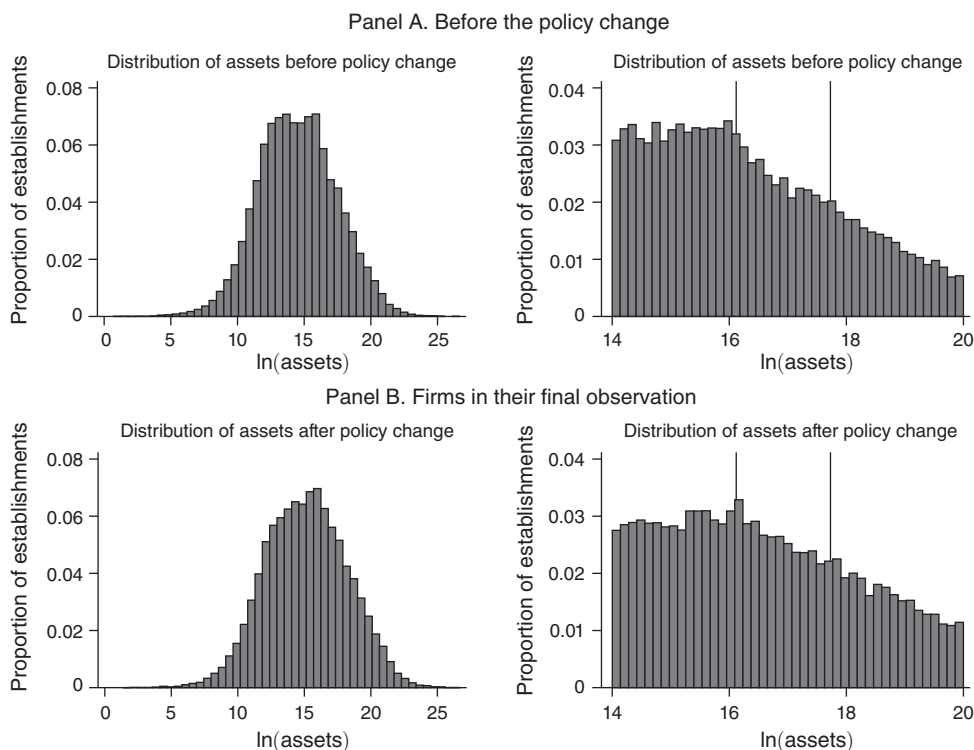 Panel A. Before the policy change
Distribution of assets before policy change
Proportion of establishments
0.08
0.06
0.04
0.02
0
0 5 10 15 20 25
ln(assets)
Distribution of assets before policy change
Proportion of establishments
0.04
0.03
0.02
0.01
0
14 16 18 20
ln(assets)
Panel B. Firms in their final observation
Distribution of assets after policy change
Proportion of establishments
0.08
0.06
0.04
0.02
0
0 5 10 15 20 25
ln(assets)
Distribution of assets after policy change
Proportion of establishments
0.04
0.03
0.02
0.01
0
14 16 18 20
ln(assets)